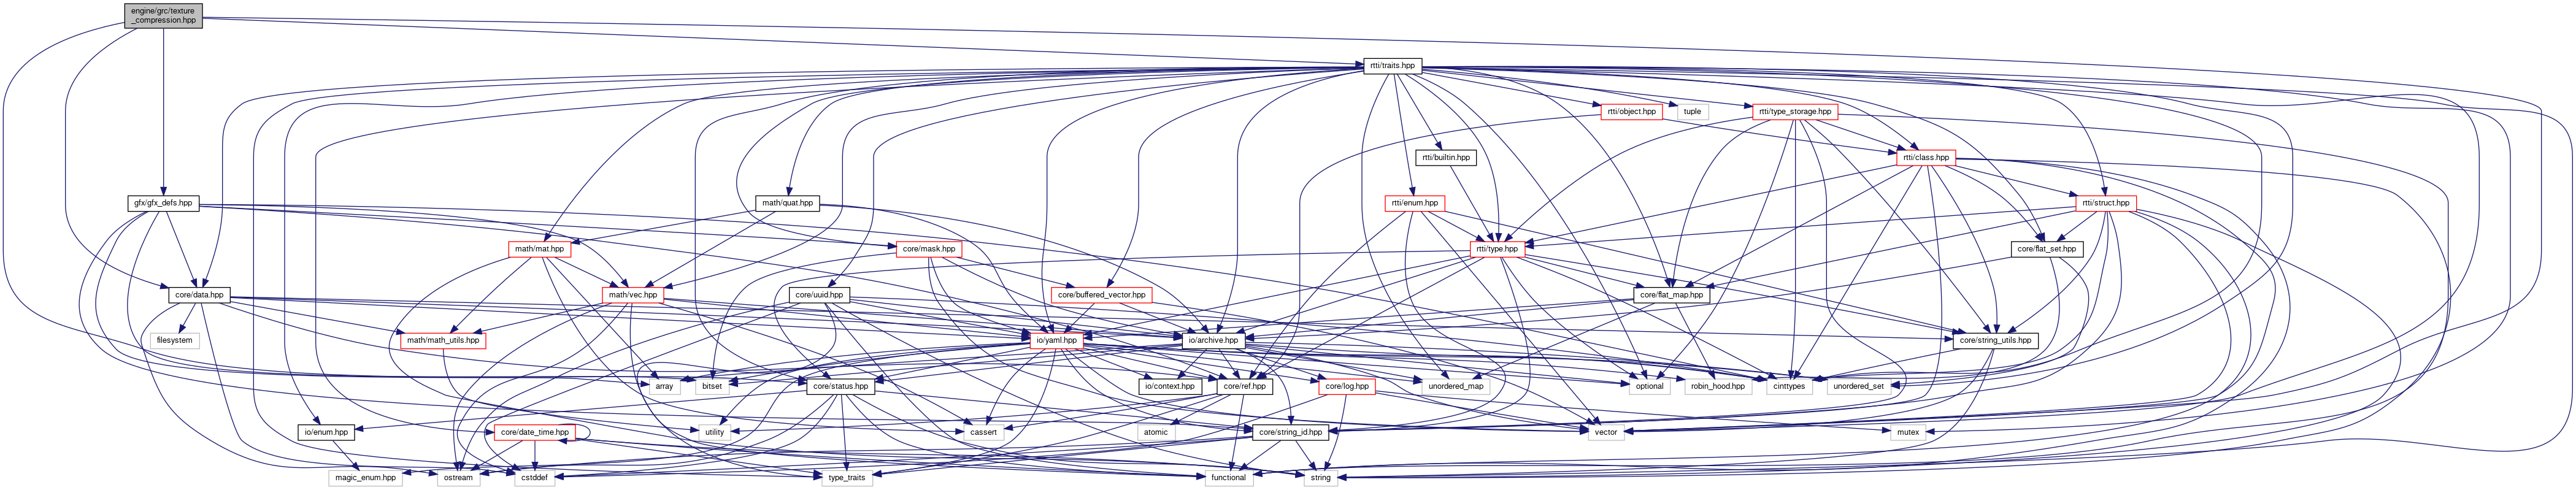 engine/grc/texture
_compression.hpp
rtti/traits.hpp
rtti/object.hpp
tuple
rtti/type_storage.hpp
rtti/builtin.hpp
rtti/class.hpp
gfx/gfx_defs.hpp
math/quat.hpp
rtti/enum.hpp
rtti/struct.hpp
math/mat.hpp
core/mask.hpp
rtti/type.hpp
core/flat_set.hpp
core/data.hpp
math/vec.hpp
core/uuid.hpp
core/buffered_vector.hpp
core/flat_map.hpp
filesystem
math/math_utils.hpp
io/yaml.hpp
io/archive.hpp
core/string_utils.hpp
array
bitset
core/status.hpp
io/context.hpp
core/ref.hpp
core/log.hpp
unordered_map
optional
robin_hood.hpp
cinttypes
unordered_set
io/enum.hpp
core/date_time.hpp
utility
cassert
atomic
core/string_id.hpp
vector
mutex
magic_enum.hpp
ostream
cstddef
type_traits
functional
string